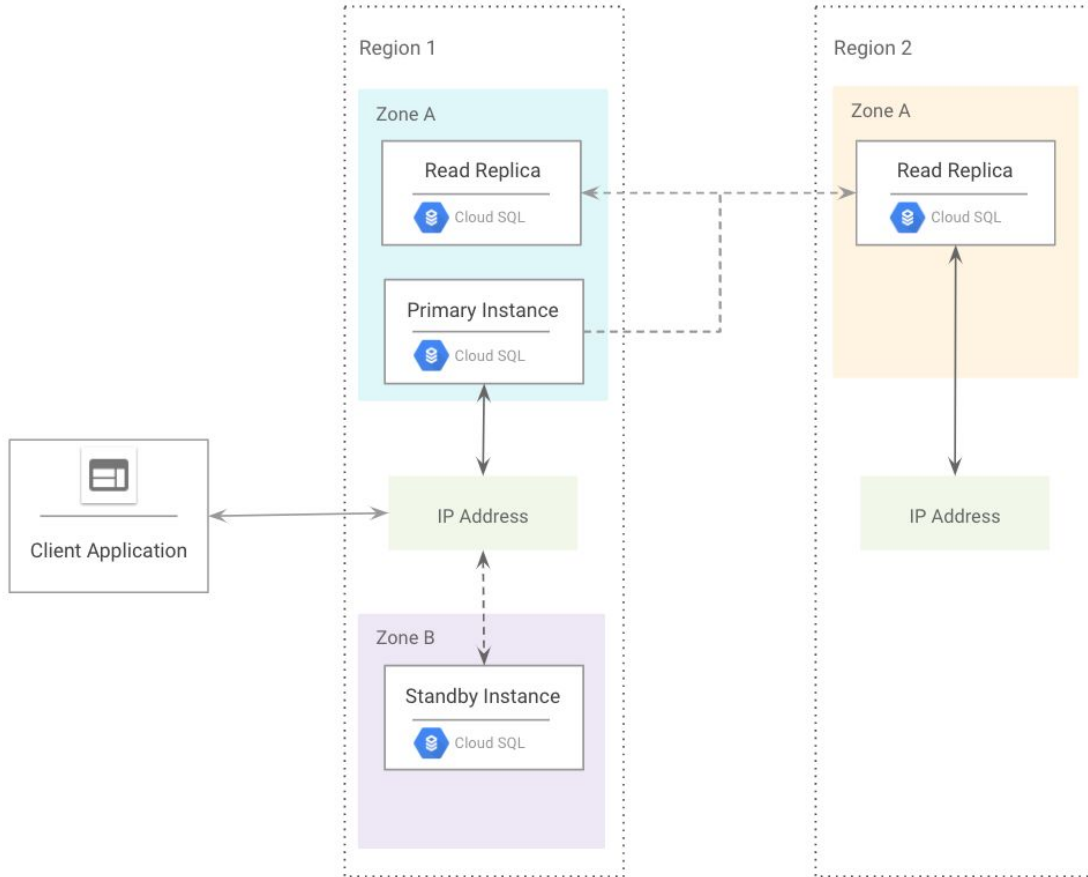 Region 1
Zone A
Read Replica
Cloud SQL
Primary Instance
Cloud SQL
IP Address
Client Application
Zone B
Standby Instance
Cloud SQL
Region 2
Zone A
Read Replica
Cloud SQL
IP Address